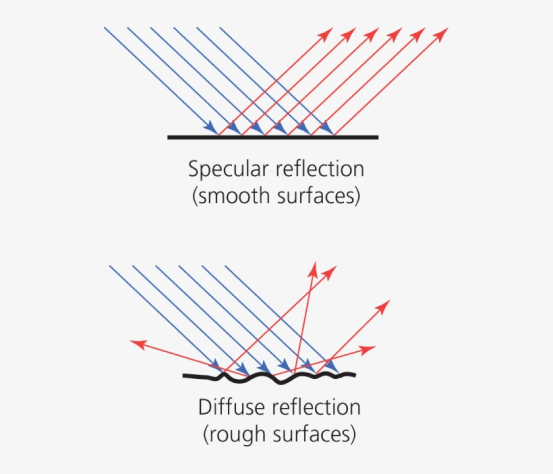 Specular reflection
(smooth surfaces)
Diffuse reflection
(rough surfaces)